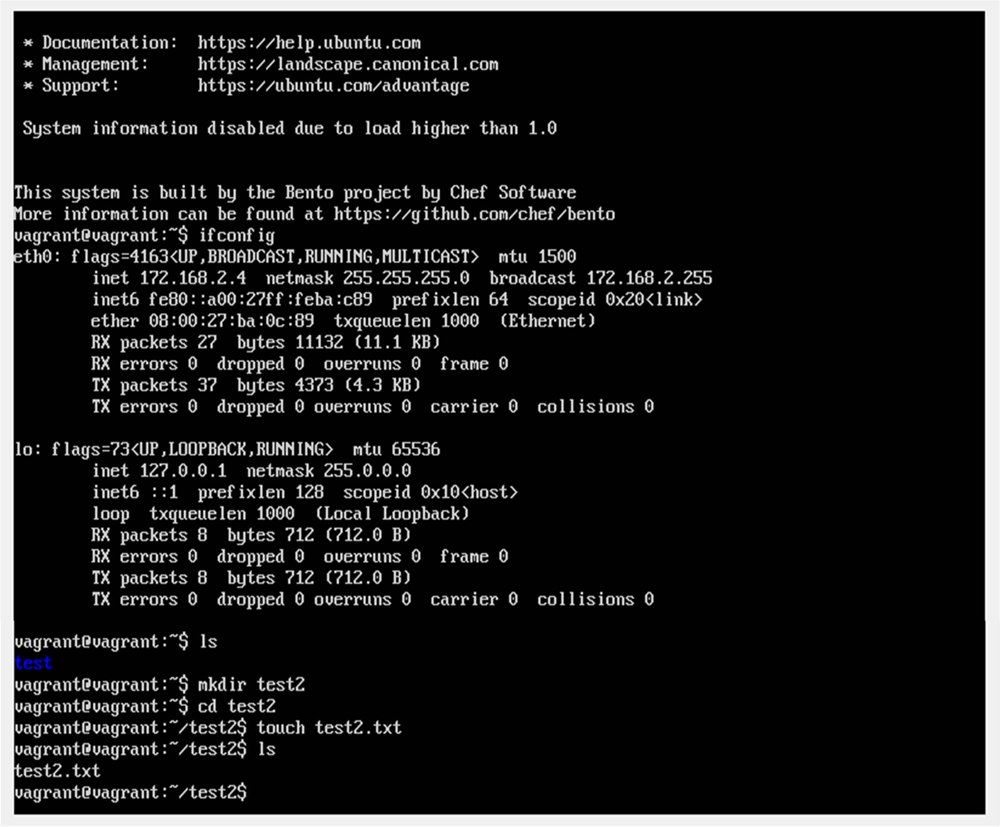 * Documentation:  https://help.ubuntu.com
* Management:     https://landscape.canonical.com
* Support:        https://ubuntu.com/advantage
System information disabled due to load higher than 1.0
This system is built by the Bento project by Chef Software
More information can be found at https://github.com/chef/bento
vagrant@vagrant:~$ ifconfig
eth0: flags=4163<UP,BROADCAST,RUNNING,MULTICAST>  mtu 1500
        inet 172.168.2.4  netmask 255.255.255.0  broadcast 172.168.2.255
        inet6 fe80::a00:27ff:feba:c89  prefixlen 64  scopeid 0x20<link>
        ether 08:00:27:ba:0c:89  txqueuelen 1000  (Ethernet)
        RX packets 27  bytes 11132 (11.1 KB)
        RX errors 0  dropped 0  overruns 0  frame 0
        TX packets 37  bytes 4373 (4.3 KB)
        TX errors 0  dropped 0 overruns 0  carrier 0  collisions 0
lo: flags=73<UP,LOOPBACK,RUNNING>  mtu 65536
        inet 127.0.0.1  netmask 255.0.0.0
        inet6 ::1  prefixlen 128  scopeid 0x10<host>
        loop  txqueuelen 1000  (Local Loopback)
        RX packets 8  bytes 712 (712.0 B)
        RX errors 0  dropped 0  overruns 0  frame 0
        TX packets 8  bytes 712 (712.0 B)
        TX errors 0  dropped 0 overruns 0  carrier 0  collisions 0
vagrant@vagrant:~$ ls
test
vagrant@vagrant:~$ mkdir test2
vagrant@vagrant:~$ cd test2
vagrant@vagrant:~/test2$ touch test2.txt
vagrant@vagrant:~/test2$ ls
test2.txt
vagrant@vagrant:~/test2$